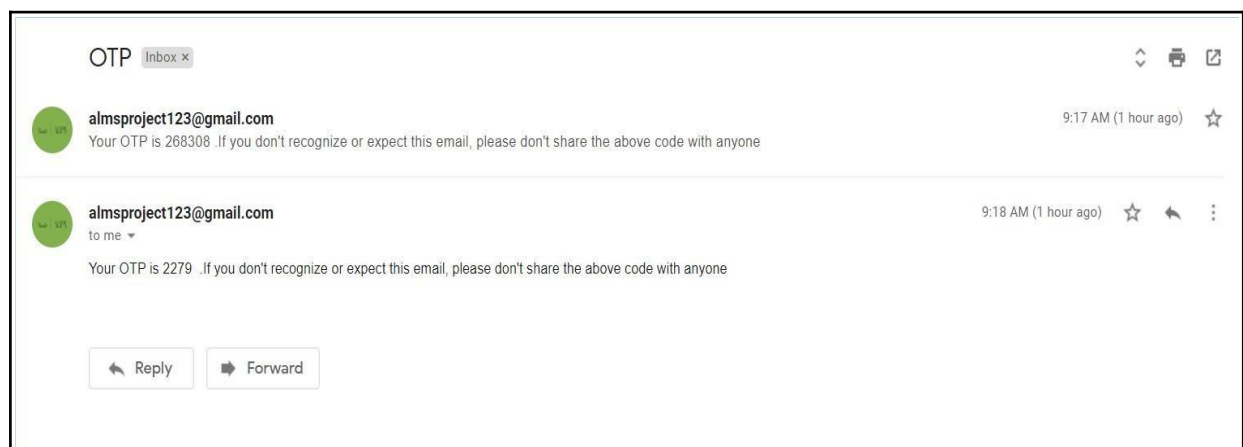 OTP Inbox ×
almsproject123@gmail.com 9:17 AM (1 hour ago)
Your OTP is 268308 .If you don't recognize or expect this email, please don't share the above code with anyone
almsproject123@gmail.com 9:18 AM (1 hour ago)
to me
Your OTP is 2279 .If you don't recognize or expect this email, please don't share the above code with anyone
Reply Forward